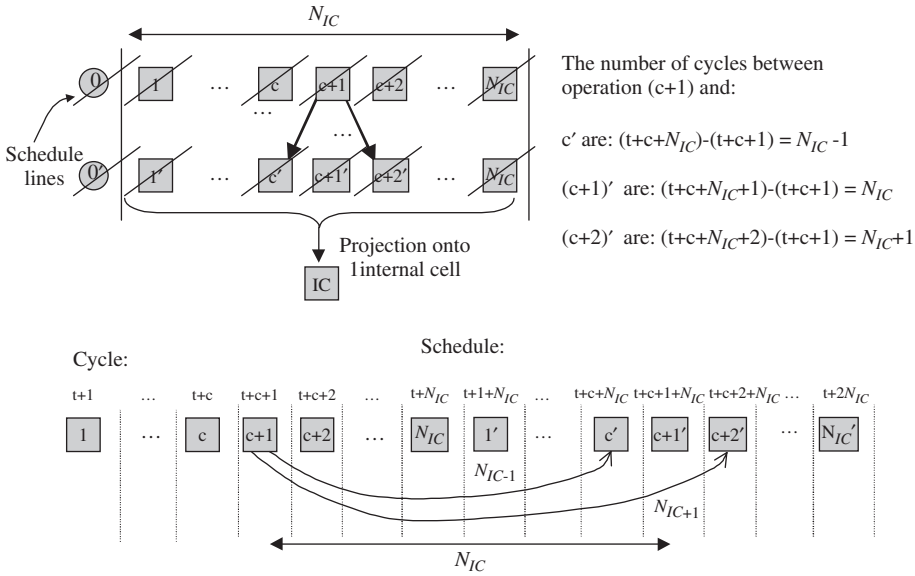 N_IC
0 1 ... c c+1 c+2 ... N_IC
... ...
0′ 1′ ... c′ c+1′ c+2′ ... N_IC
Schedule
lines
Projection onto
1internal cell
IC
The number of cycles between
operation (c+1) and:
c′ are: (t+c+N_IC)-(t+c+1) = N_IC -1
(c+1)′ are: (t+c+N_IC+1)-(t+c+1) = N_IC
(c+2)′ are: (t+c+N_IC+2)-(t+c+1) = N_IC+1
Cycle: Schedule:
t+1 ... t+c t+c+1 t+c+2 ... t+N_IC t+1+N_IC ... t+c+N_IC t+c+1+N_IC t+c+2+N_IC ... t+2N_IC
1 ... c c+1 c+2 ... N_IC 1′ ... c′ c+1′ c+2′ ... N_IC′
N_IC-1
N_IC+1
N_IC